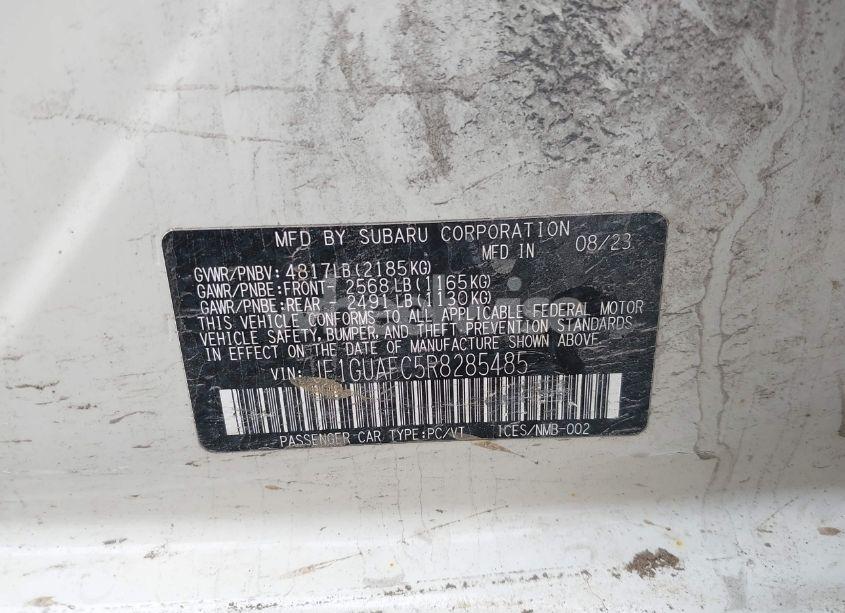 MFD BY SUBARU CORPORATION
MFD IN 08/23
GVWR/PNBV: 4817LB(2185KG)
GAWR/PNBE:FRONT- 2568LB(1165KG)
GAWR/PNBE:REAR - 2491LB(1130KG)
THIS VEHICLE CONFORMS TO ALL APPLICABLE FEDERAL MOTOR
VEHICLE SAFETY, BUMPER, AND THEFT PREVENTION STANDARDS
IN EFFECT ON THE DATE OF MANUFACTURE SHOWN ABOVE.
VIN: JF1GUAFC5R8285485
PASSENGER CAR TYPE:PC/VT ICES/NMB-002